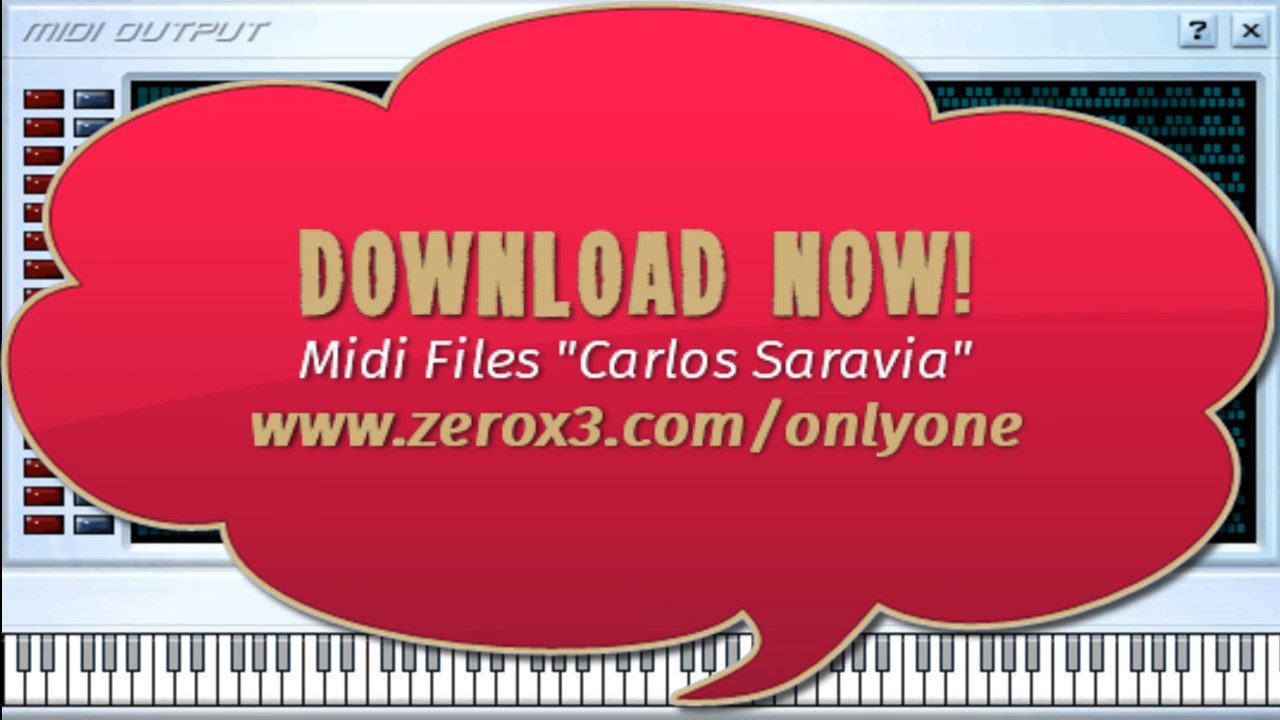 MIDI OUTPUT
? ×
DOWNLOAD NOW!
Midi Files "Carlos Saravia"
www.zerox3.com/onlyone